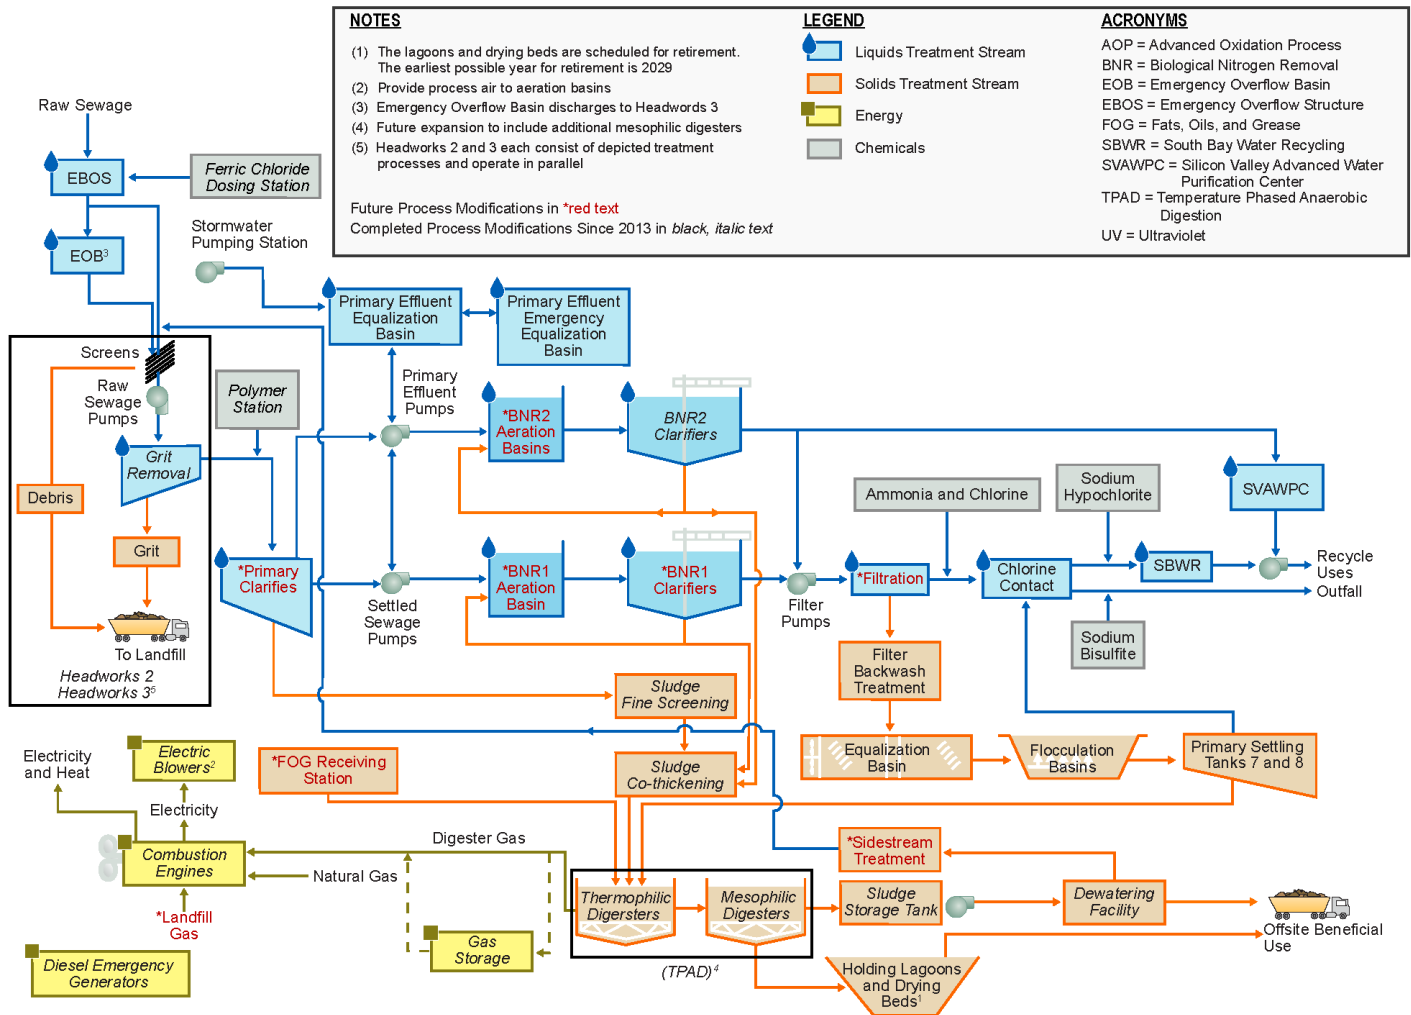 NOTES
(1) The lagoons and drying beds are scheduled for retirement.
The earliest possible year for retirement is 2029
(2) Provide process air to aeration basins
(3) Emergency Overflow Basin discharges to Headwords 3
(4) Future expansion to include additional mesophilic digesters
(5) Headworks 2 and 3 each consist of depicted treatment
processes and operate in parallel
Future Process Modifications in *red text
Completed Process Modifications Since 2013 in black, italic text
LEGEND
Liquids Treatment Stream
Solids Treatment Stream
Energy
Chemicals
ACRONYMS
AOP = Advanced Oxidation Process
BNR = Biological Nitrogen Removal
EOB = Emergency Overflow Basin
EBOS = Emergency Overflow Structure
FOG = Fats, Oils, and Grease
SBWR = South Bay Water Recycling
SVAWPC = Silicon Valley Advanced Water
Purification Center
TPAD = Temperature Phased Anaerobic
Digestion
UV = Ultraviolet
Raw Sewage
EBOS
Ferric Chloride
Dosing Station
EOB3
Stormwater
Pumping Station
Primary Effluent
Equalization
Basin
Primary Effluent
Emergency
Equalization
Basin
Screens
Raw
Sewage
Pumps
Polymer
Station
Primary
Effluent
Pumps
*BNR2
Aeration
Basins
BNR2
Clarifiers
Grit
Removal
Debris
Grit
To Landfill
Headworks 2
Headworks 35
*Primary
Clarifies
Settled
Sewage
Pumps
*BNR1
Aeration
Basin
*BNR1
Clarifiers
Filter
Pumps
Ammonia and Chlorine
*Filtration
Sodium
Hypochlorite
SVAWPC
Chlorine
Contact
SBWR
Recycle
Uses
Outfall
Sodium
Bisulfite
Filter
Backwash
Treatment
Sludge
Fine Screening
Equalization
Basin
Flocculation
Basins
Primary Settling
Tanks 7 and 8
Electricity
and Heat
Electric
Blowers2
*FOG Receiving
Station
Sludge
Co-thickening
Electricity
Combustion
Engines
Digester Gas
Natural Gas
*Landfill
Gas
Diesel Emergency
Generators
Gas
Storage
Thermophilic
Digersters
Mesophilic
Digesters
(TPAD)4
*Sidestream
Treatment
Sludge
Storage Tank
Dewatering
Facility
Holding Lagoons
and Drying
Beds1
Offsite Beneficial
Use